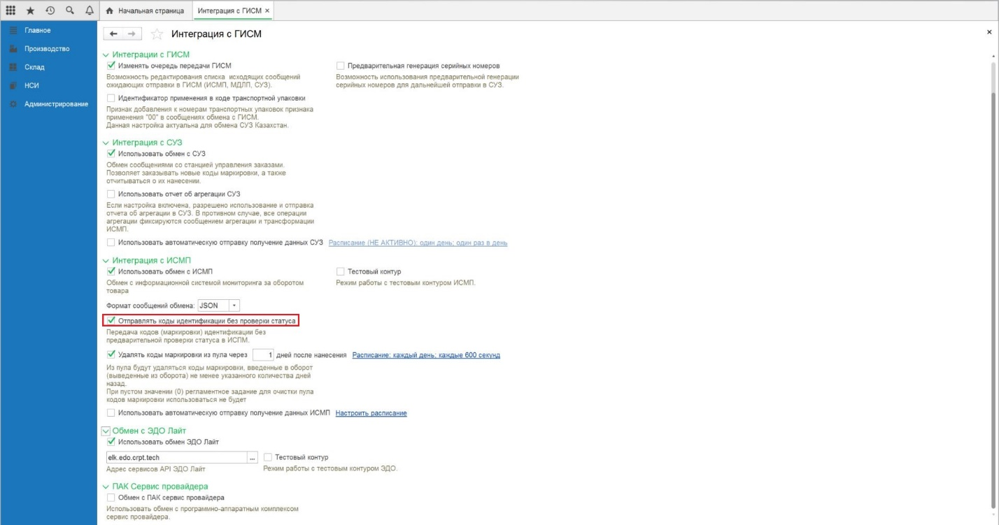 Начальная страница
Интеграция с ГИСМ ×
Главное
Производство
Склад
НСИ
Администрирование
Интеграция с ГИСМ
Интеграции с ГИСМ
Изменять очередь передачи ГИСМ
Предварительная генерация серийных номеров
Возможность редактирования списка исходящих сообщений
ожидающих отправки в ГИСМ (ИСМП, МДЛП, СУЗ).
Возможность использования предварительной генерации
серийных номеров для дальнейшей отправки в СУЗ.
Идентификатор применения в коде транспортной упаковки
Признак добавления к номерам транспортных упаковок признака
применения "00" в сообщениях обмена с ГИСМ.
Данная настройка актуальна для обмена СУЗ Казахстан.
Интеграция с СУЗ
Использовать обмен с СУЗ
Обмен сообщениями со станцией управления заказами.
Позволяет заказывать новые коды маркировки, а также
отчитываться о их нанесении.
Использовать отчет об агрегации СУЗ
Если настройка включена, разрешено использование и отправка
отчета об агрегации в СУЗ. В противном случае, все операции
агрегации фиксируются сообщением агрегации и трансформации
ИСМП.
Использовать автоматическую отправку получение данных СУЗ Расписание (НЕ АКТИВНО): один день; один раз в день
Интеграция с ИСМП
Использовать обмен с ИСМП
Тестовый контур
Обмен с информационной системой мониторинга за оборотом
товара
Режим работы с тестовым контуром ИСМП.
Формат сообщений обмена: JSON
Отправлять коды идентификации без проверки статуса
Передача кодов (маркировки) идентификации без
предварительной проверки статуса в ИСПМ.
Удалять коды маркировки из пула через 1 дней после нанесения Расписание: каждый день; каждые 600 секунд
Из пула будут удаляться коды маркировки, введенные в оборот
(выведенные из оборота) не менее указанного количества дней
назад.
При пустом значении (0) регламентное задание для очистки пула
кодов маркировки использоваться не будет
Использовать автоматическую отправку получение данных ИСМП Настроить расписание
Обмен с ЭДО Лайт
Использовать обмен ЭДО Лайт
elk.edo.crpt.tech ... Тестовый контур
Адрес сервисов API ЭДО Лайт
Режим работы с тестовым контуром ЭДО.
ПАК Сервис провайдера
Обмен с ПАК сервис провайдера
Использовать обмен с программно-аппаратным комплексом
сервис провайдера.